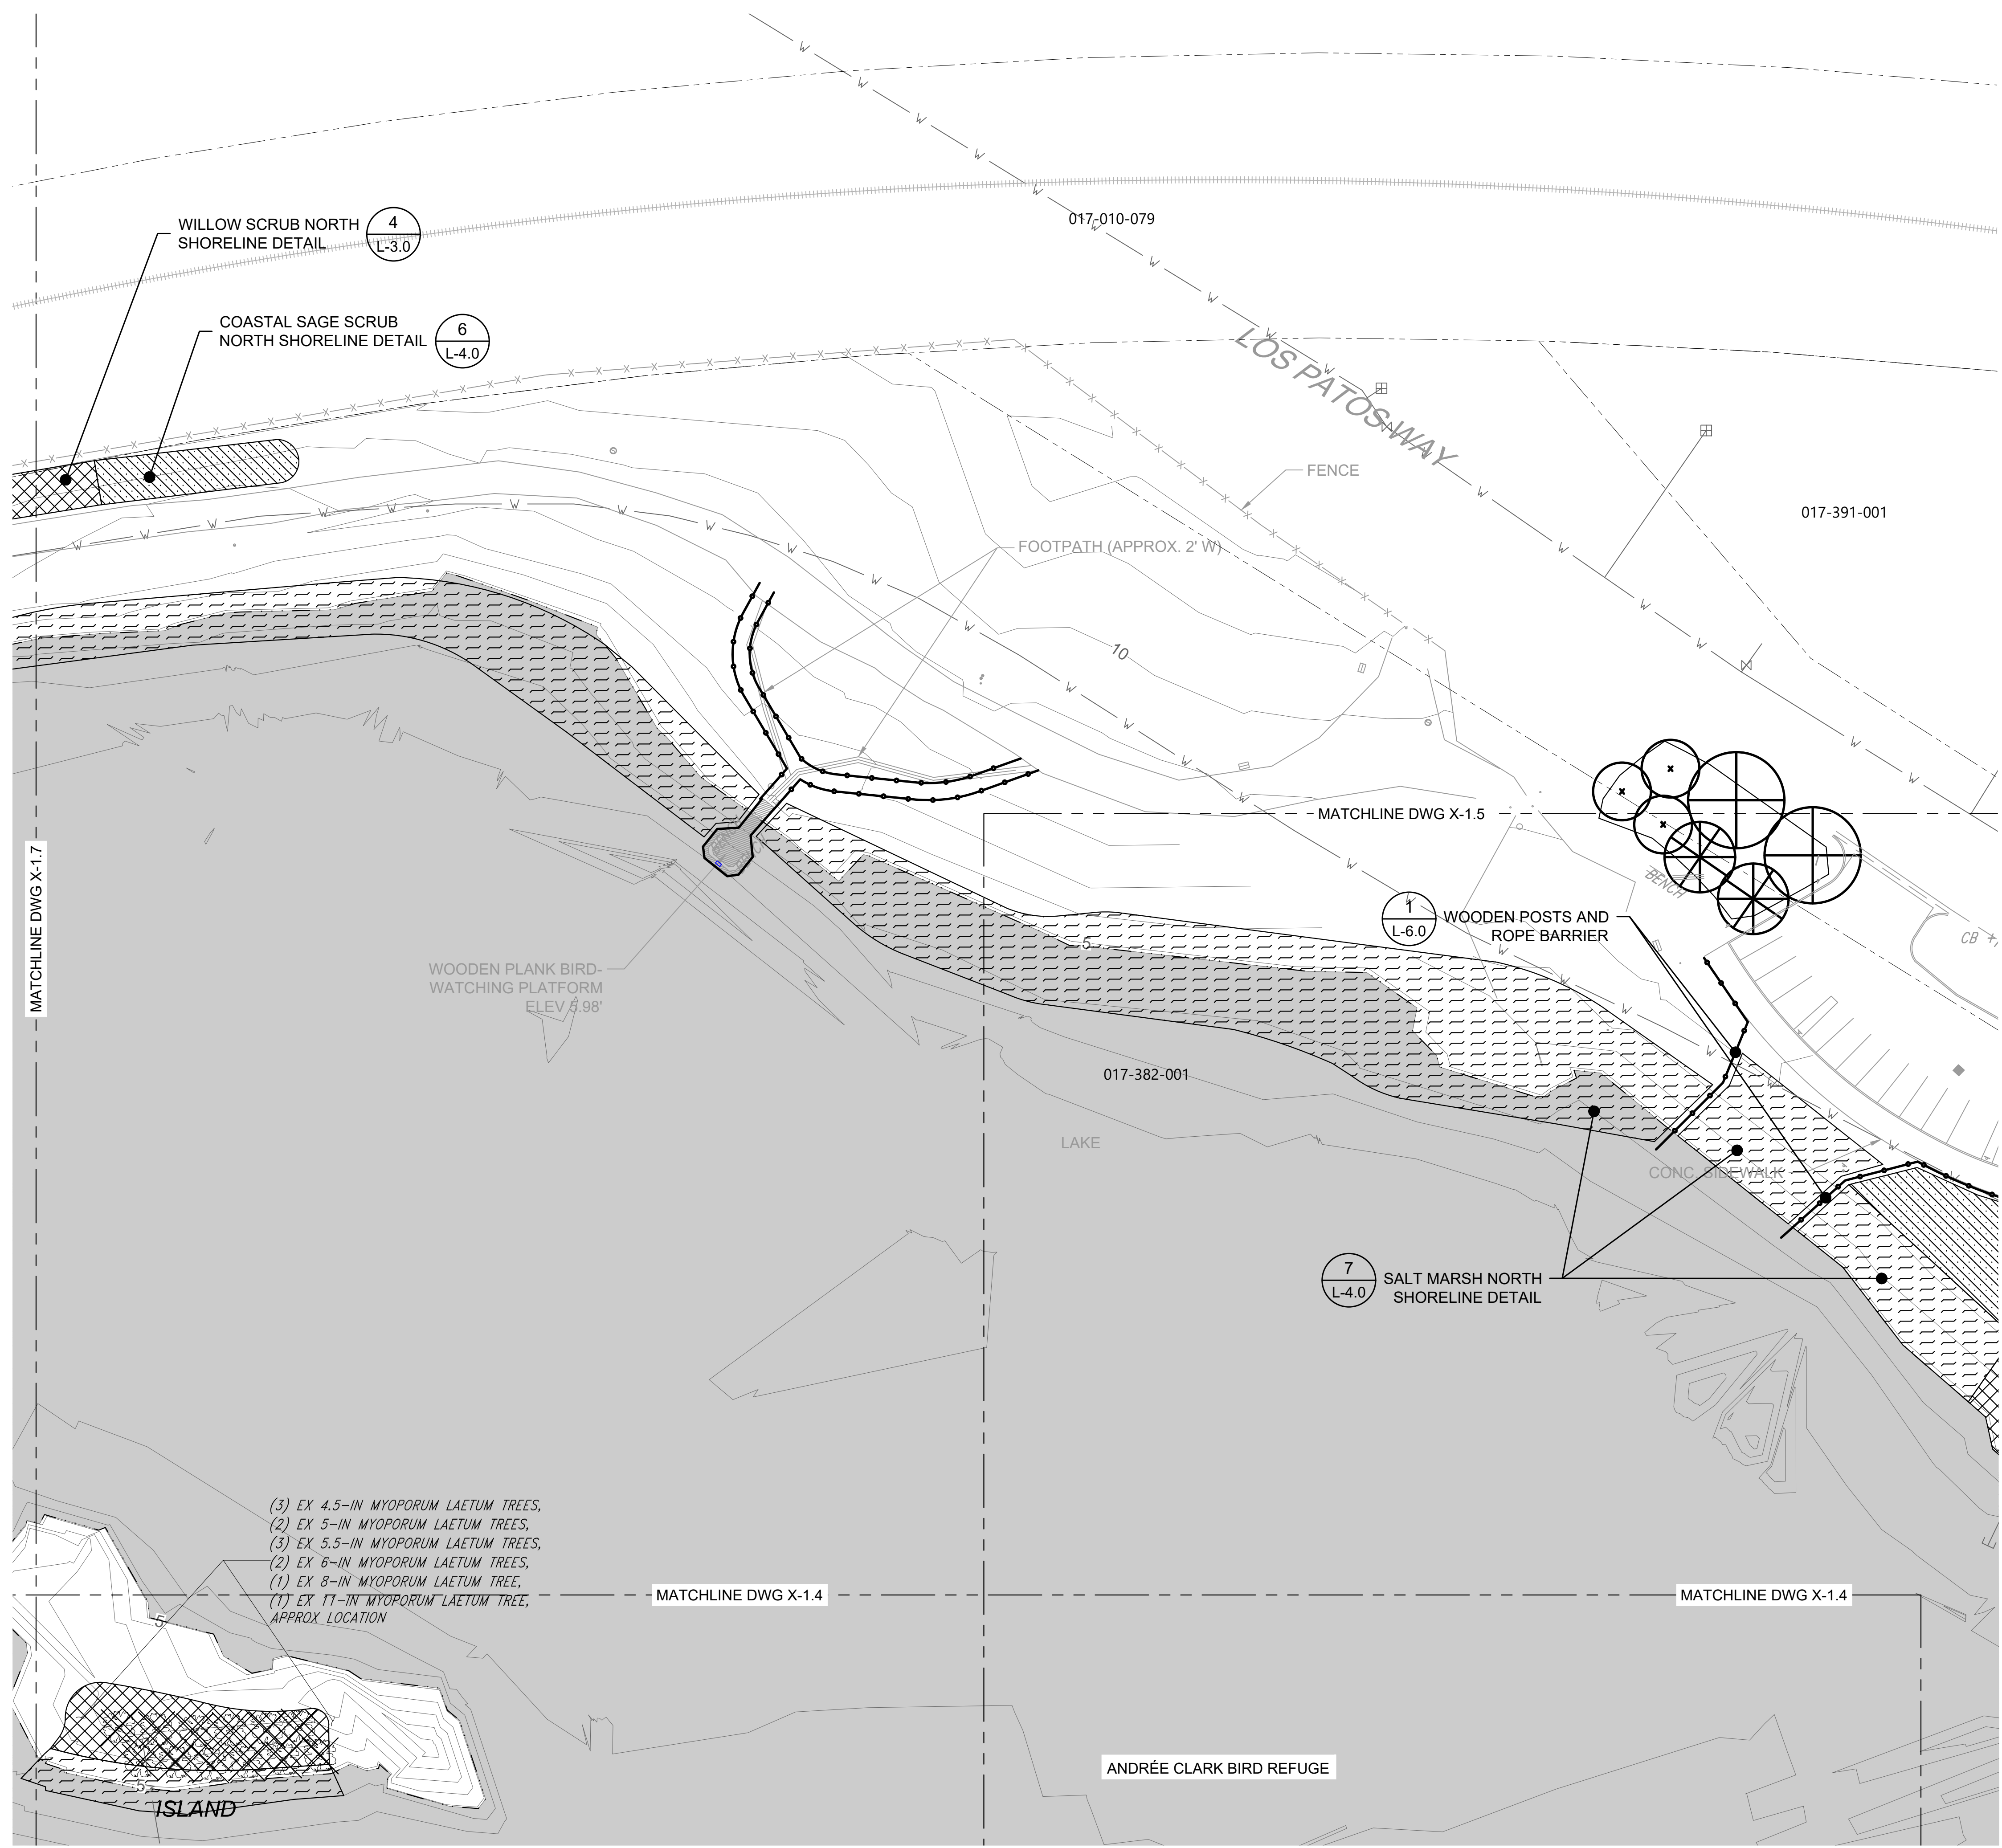 017-010-079
WILLOW SCRUB NORTH
SHORELINE DETAIL
4
L-3.0
COASTAL SAGE SCRUB
NORTH SHORELINE DETAIL
6
L-4.0
LOS PATOS WAY
FENCE
017-391-001
FOOTPATH (APPROX. 2' W)
10
MATCHLINE DWG X-1.5
MATCHLINE DWG X-1.7
BENCH
1
L-6.0
WOODEN POSTS AND
ROPE BARRIER
CB
5
WOODEN PLANK BIRD-
WATCHING PLATFORM
ELEV 5.98'
017-382-001
LAKE
CONC. SIDEWALK
7
L-4.0
SALT MARSH NORTH
SHORELINE DETAIL
(3) EX 4.5-IN MYOPORUM LAETUM TREES,
(2) EX 5-IN MYOPORUM LAETUM TREES,
(3) EX 5.5-IN MYOPORUM LAETUM TREES,
(2) EX 6-IN MYOPORUM LAETUM TREES,
(1) EX 8-IN MYOPORUM LAETUM TREE,
(1) EX 11-IN MYOPORUM LAETUM TREE,
APPROX LOCATION
MATCHLINE DWG X-1.4
MATCHLINE DWG X-1.4
5
5
ISLAND
ANDRÉE CLARK BIRD REFUGE